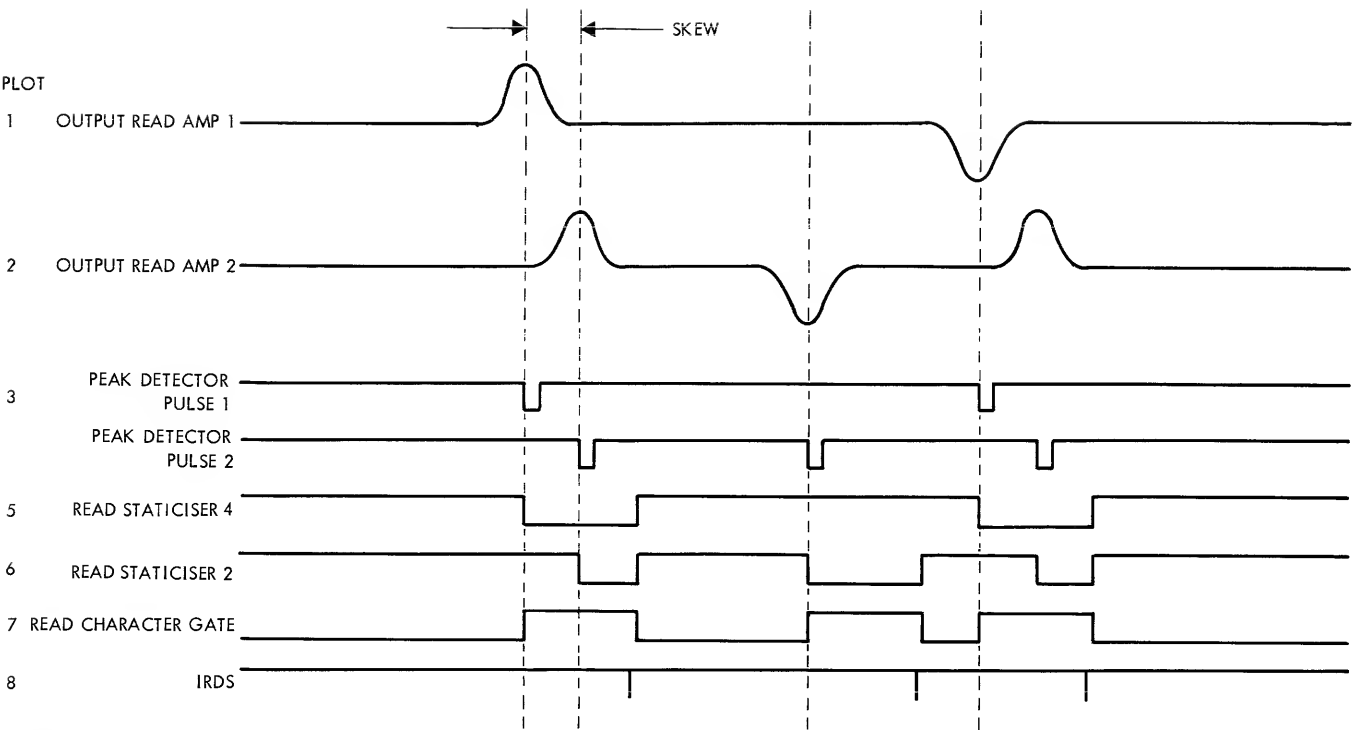 SKEW
PLOT
1 OUTPUT READ AMP 1
2 OUTPUT READ AMP 2
3 PEAK DETECTOR
PULSE 1
PEAK DETECTOR
PULSE 2
5 READ STATICISER 4
6 READ STATICISER 2
7 READ CHARACTER GATE
8 IRDS